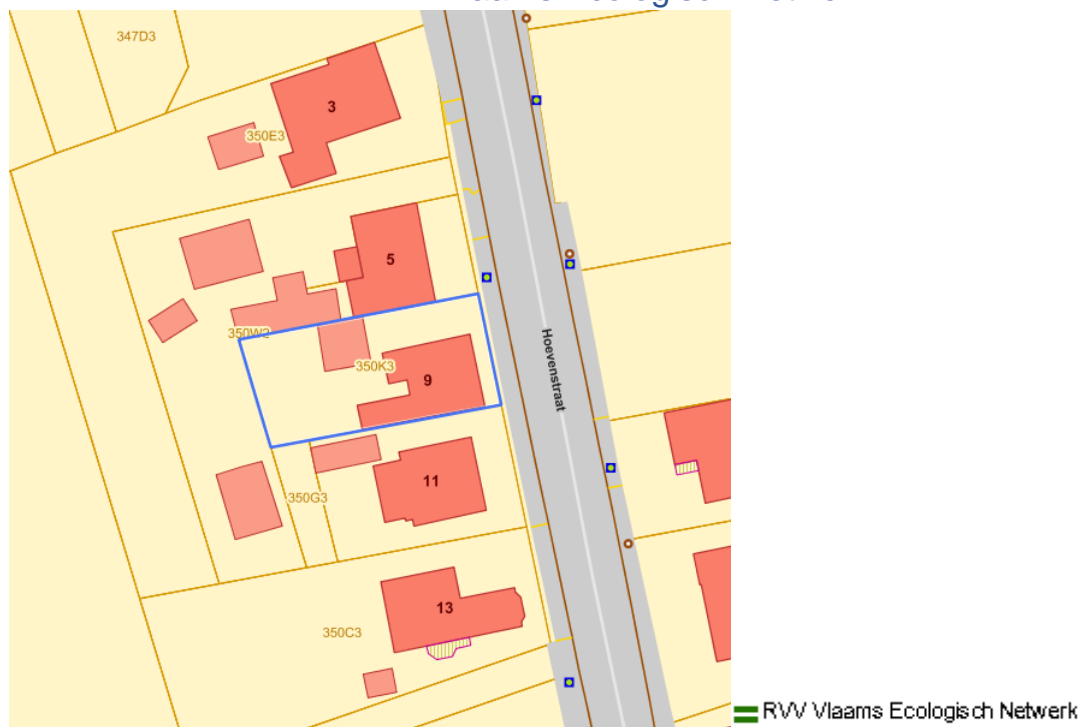 347D3
3
350E3
5
350W2
350K3
9
Hoevenstraat
11
350G3
13
350C3
RVV Vlaams Ecologisch Netwerk